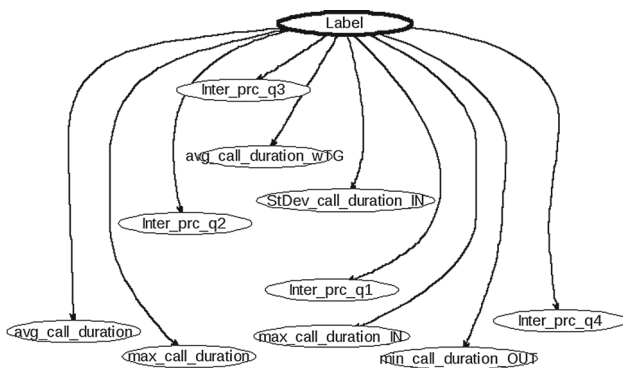 Label
Inter_prc_q3
avg_call_duration_wTG
StDev_call_duration_IN
Inter_prc_q2
Inter_prc_q1
Inter_prc_q4
avg_call_duration
max_call_duration_IN
max_call_duration
min_call_duration_OUT